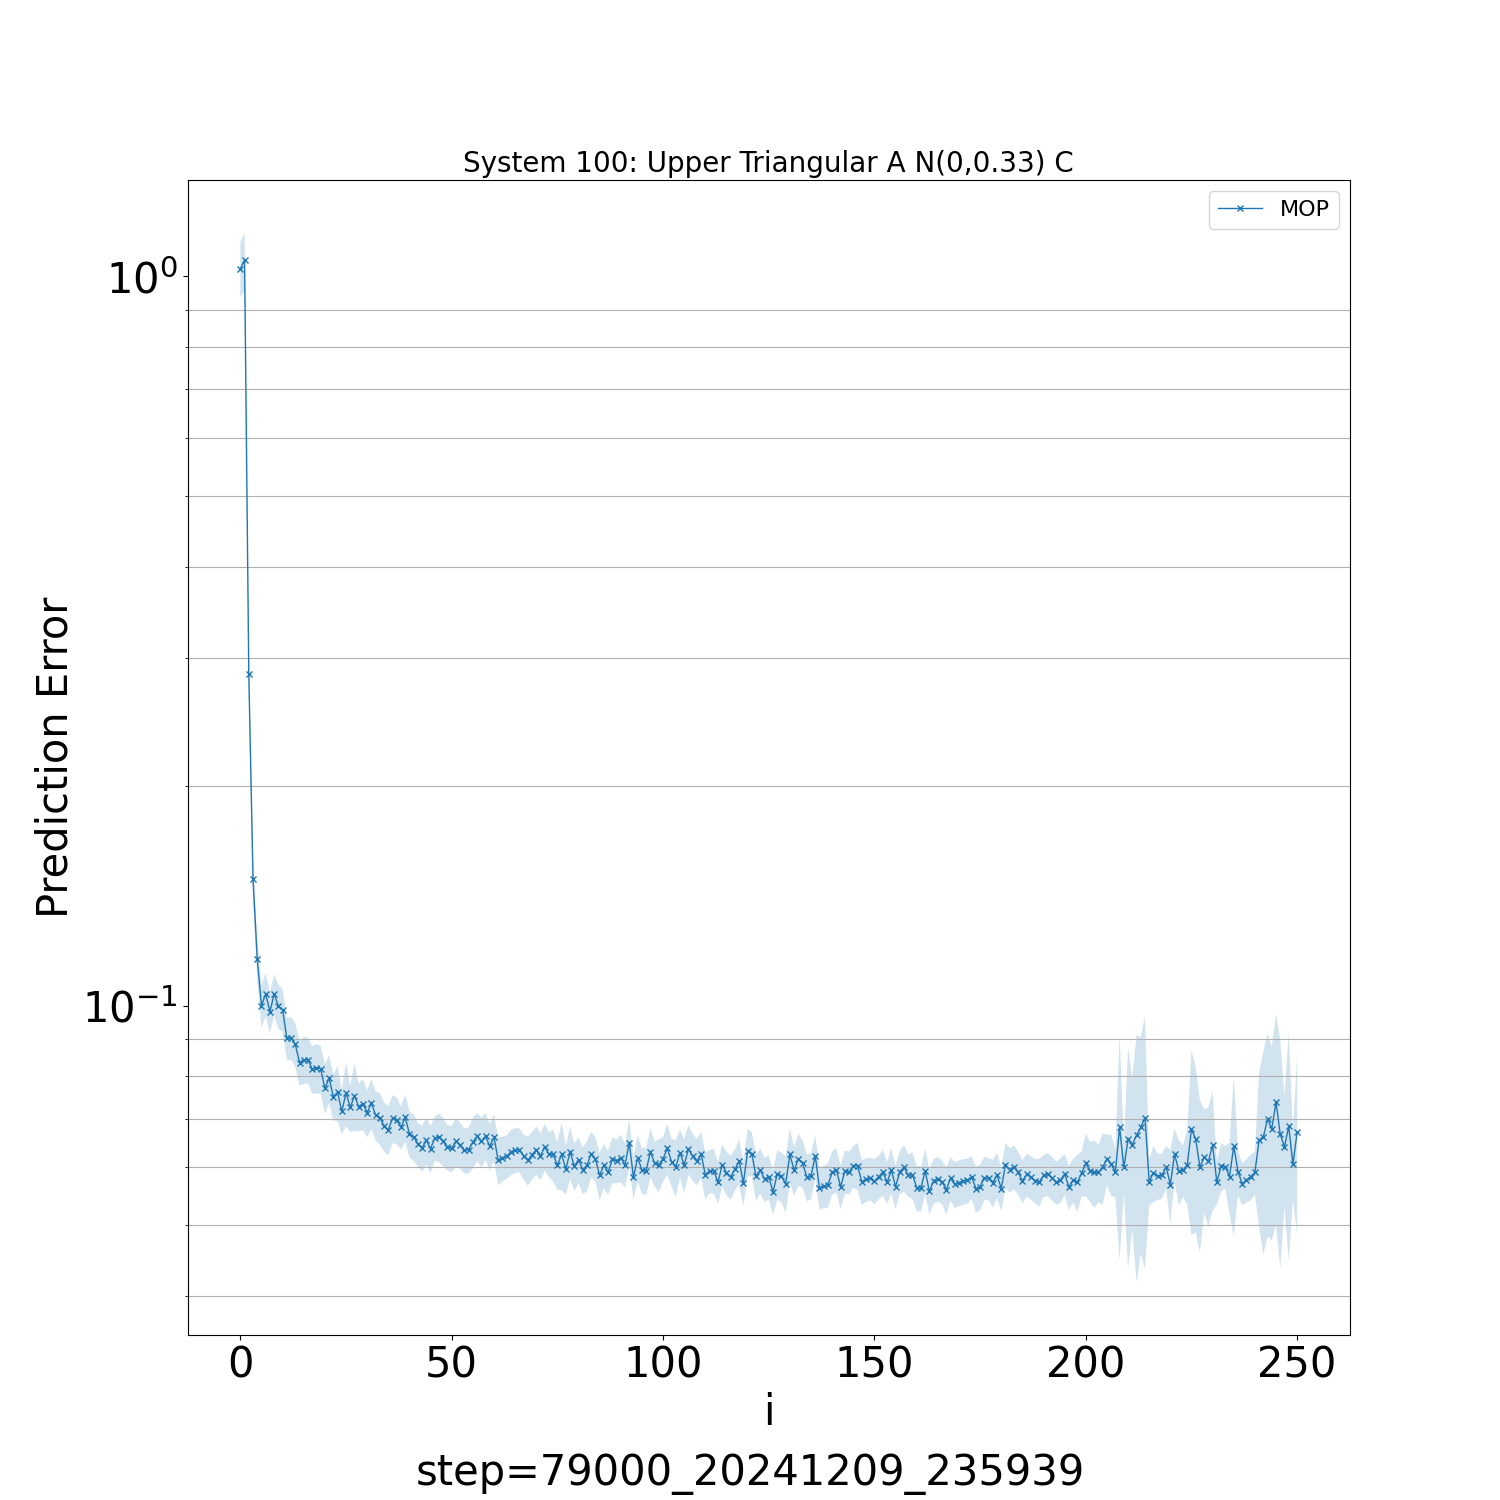 System 100: Upper Triangular A N(0,0.33) C
MOP
10⁰
10⁻¹
Prediction Error
0 50 100 150 200 250
i
step=79000_20241209_235939